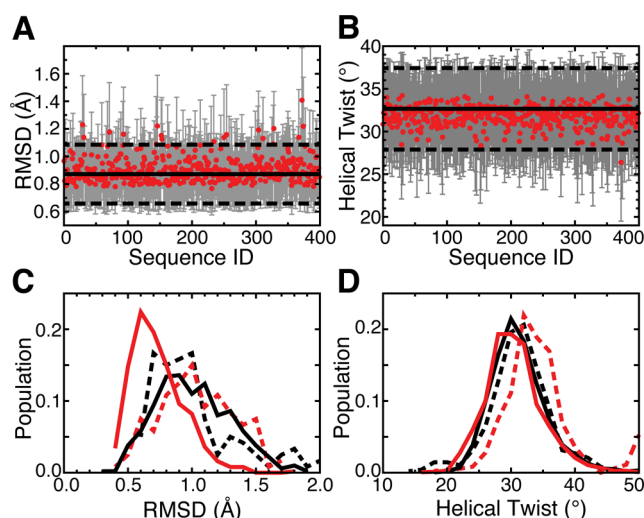 A
B
RMSD (Å)
1.6
1.4
1.2
1.0
0.8
0.6
0 100 200 300 400
Sequence ID
Helical Twist (°)
40
35
30
25
20
0 100 200 300 400
Sequence ID
C
D
Population
0.2
0.1
0.0
0.0 0.5 1.0 1.5 2.0
RMSD (Å)
Population
0.2
0.1
0.0
10 20 30 40 50
Helical Twist (°)